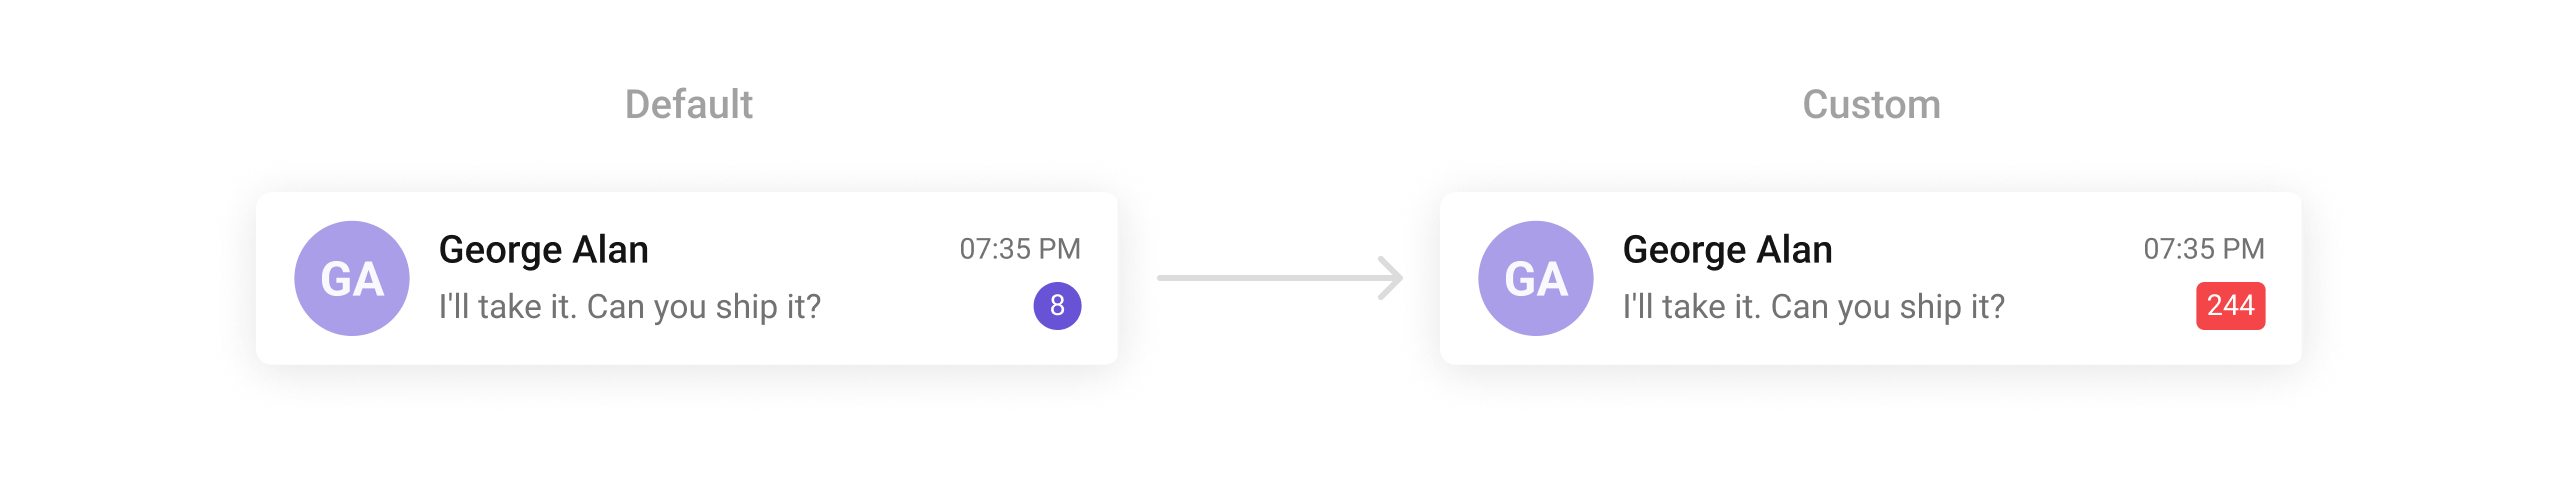 Default
GA
George Alan
07:35 PM
I'll take it. Can you ship it?
8
Custom
GA
George Alan
07:35 PM
I'll take it. Can you ship it?
244